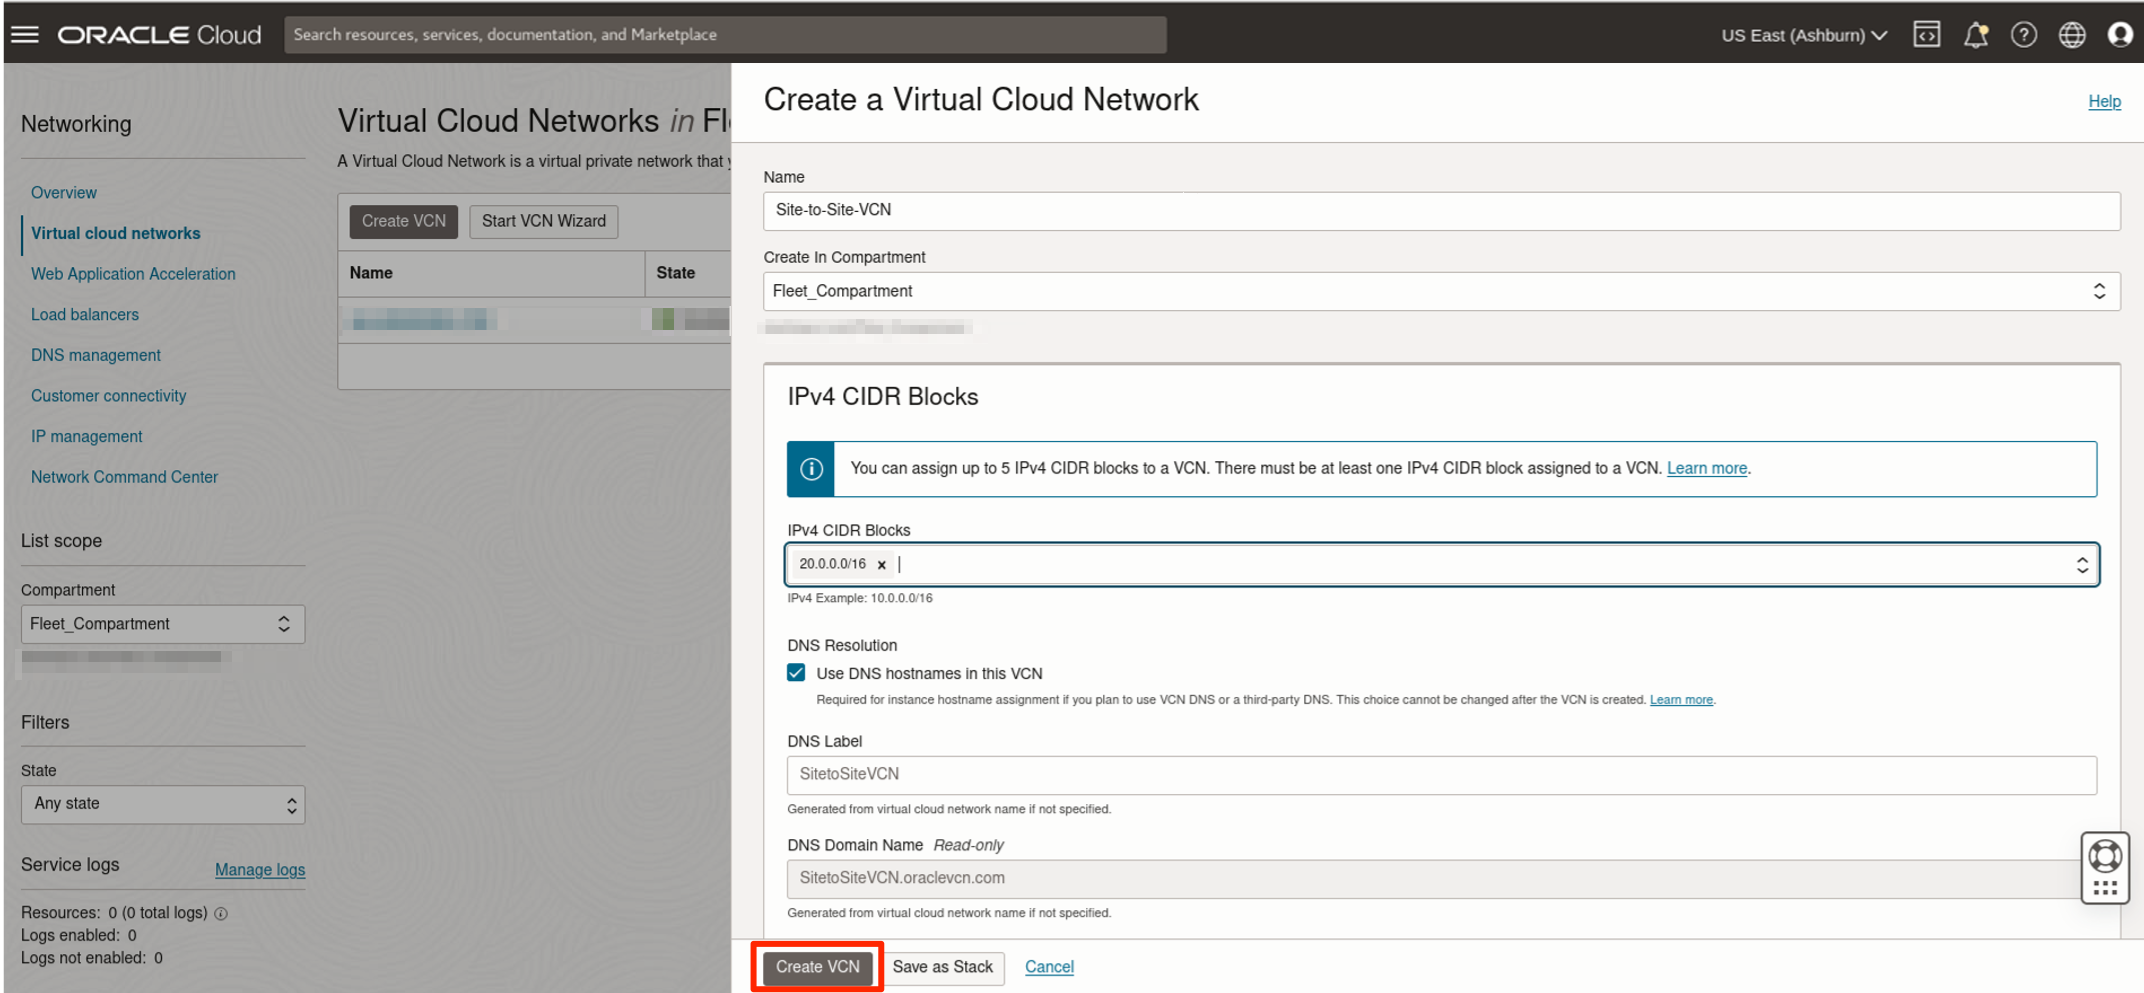 ORACLE Cloud
Search resources, services, documentation, and Marketplace
US East (Ashburn)
Networking
Overview
Virtual cloud networks
Web Application Acceleration
Load balancers
DNS management
Customer connectivity
IP management
Network Command Center
List scope
Compartment
Fleet_Compartment
Filters
State
Any state
Service logs
Manage logs
Resources: 0 (0 total logs)
Logs enabled: 0
Logs not enabled: 0
Virtual Cloud Networks in Fl
A Virtual Cloud Network is a virtual private network that
Create VCN
Start VCN Wizard
Name
State
Create a Virtual Cloud Network
Help
Name
Site-to-Site-VCN
Create In Compartment
Fleet_Compartment
IPv4 CIDR Blocks
You can assign up to 5 IPv4 CIDR blocks to a VCN. There must be at least one IPv4 CIDR block assigned to a VCN. Learn more.
IPv4 CIDR Blocks
20.0.0.0/16 ×
IPv4 Example: 10.0.0.0/16
DNS Resolution
Use DNS hostnames in this VCN
Required for instance hostname assignment if you plan to use VCN DNS or a third-party DNS. This choice cannot be changed after the VCN is created. Learn more.
DNS Label
SitetoSiteVCN
Generated from virtual cloud network name if not specified.
DNS Domain Name Read-only
SitetoSiteVCN.oraclevcn.com
Generated from virtual cloud network name if not specified.
Create VCN
Save as Stack
Cancel